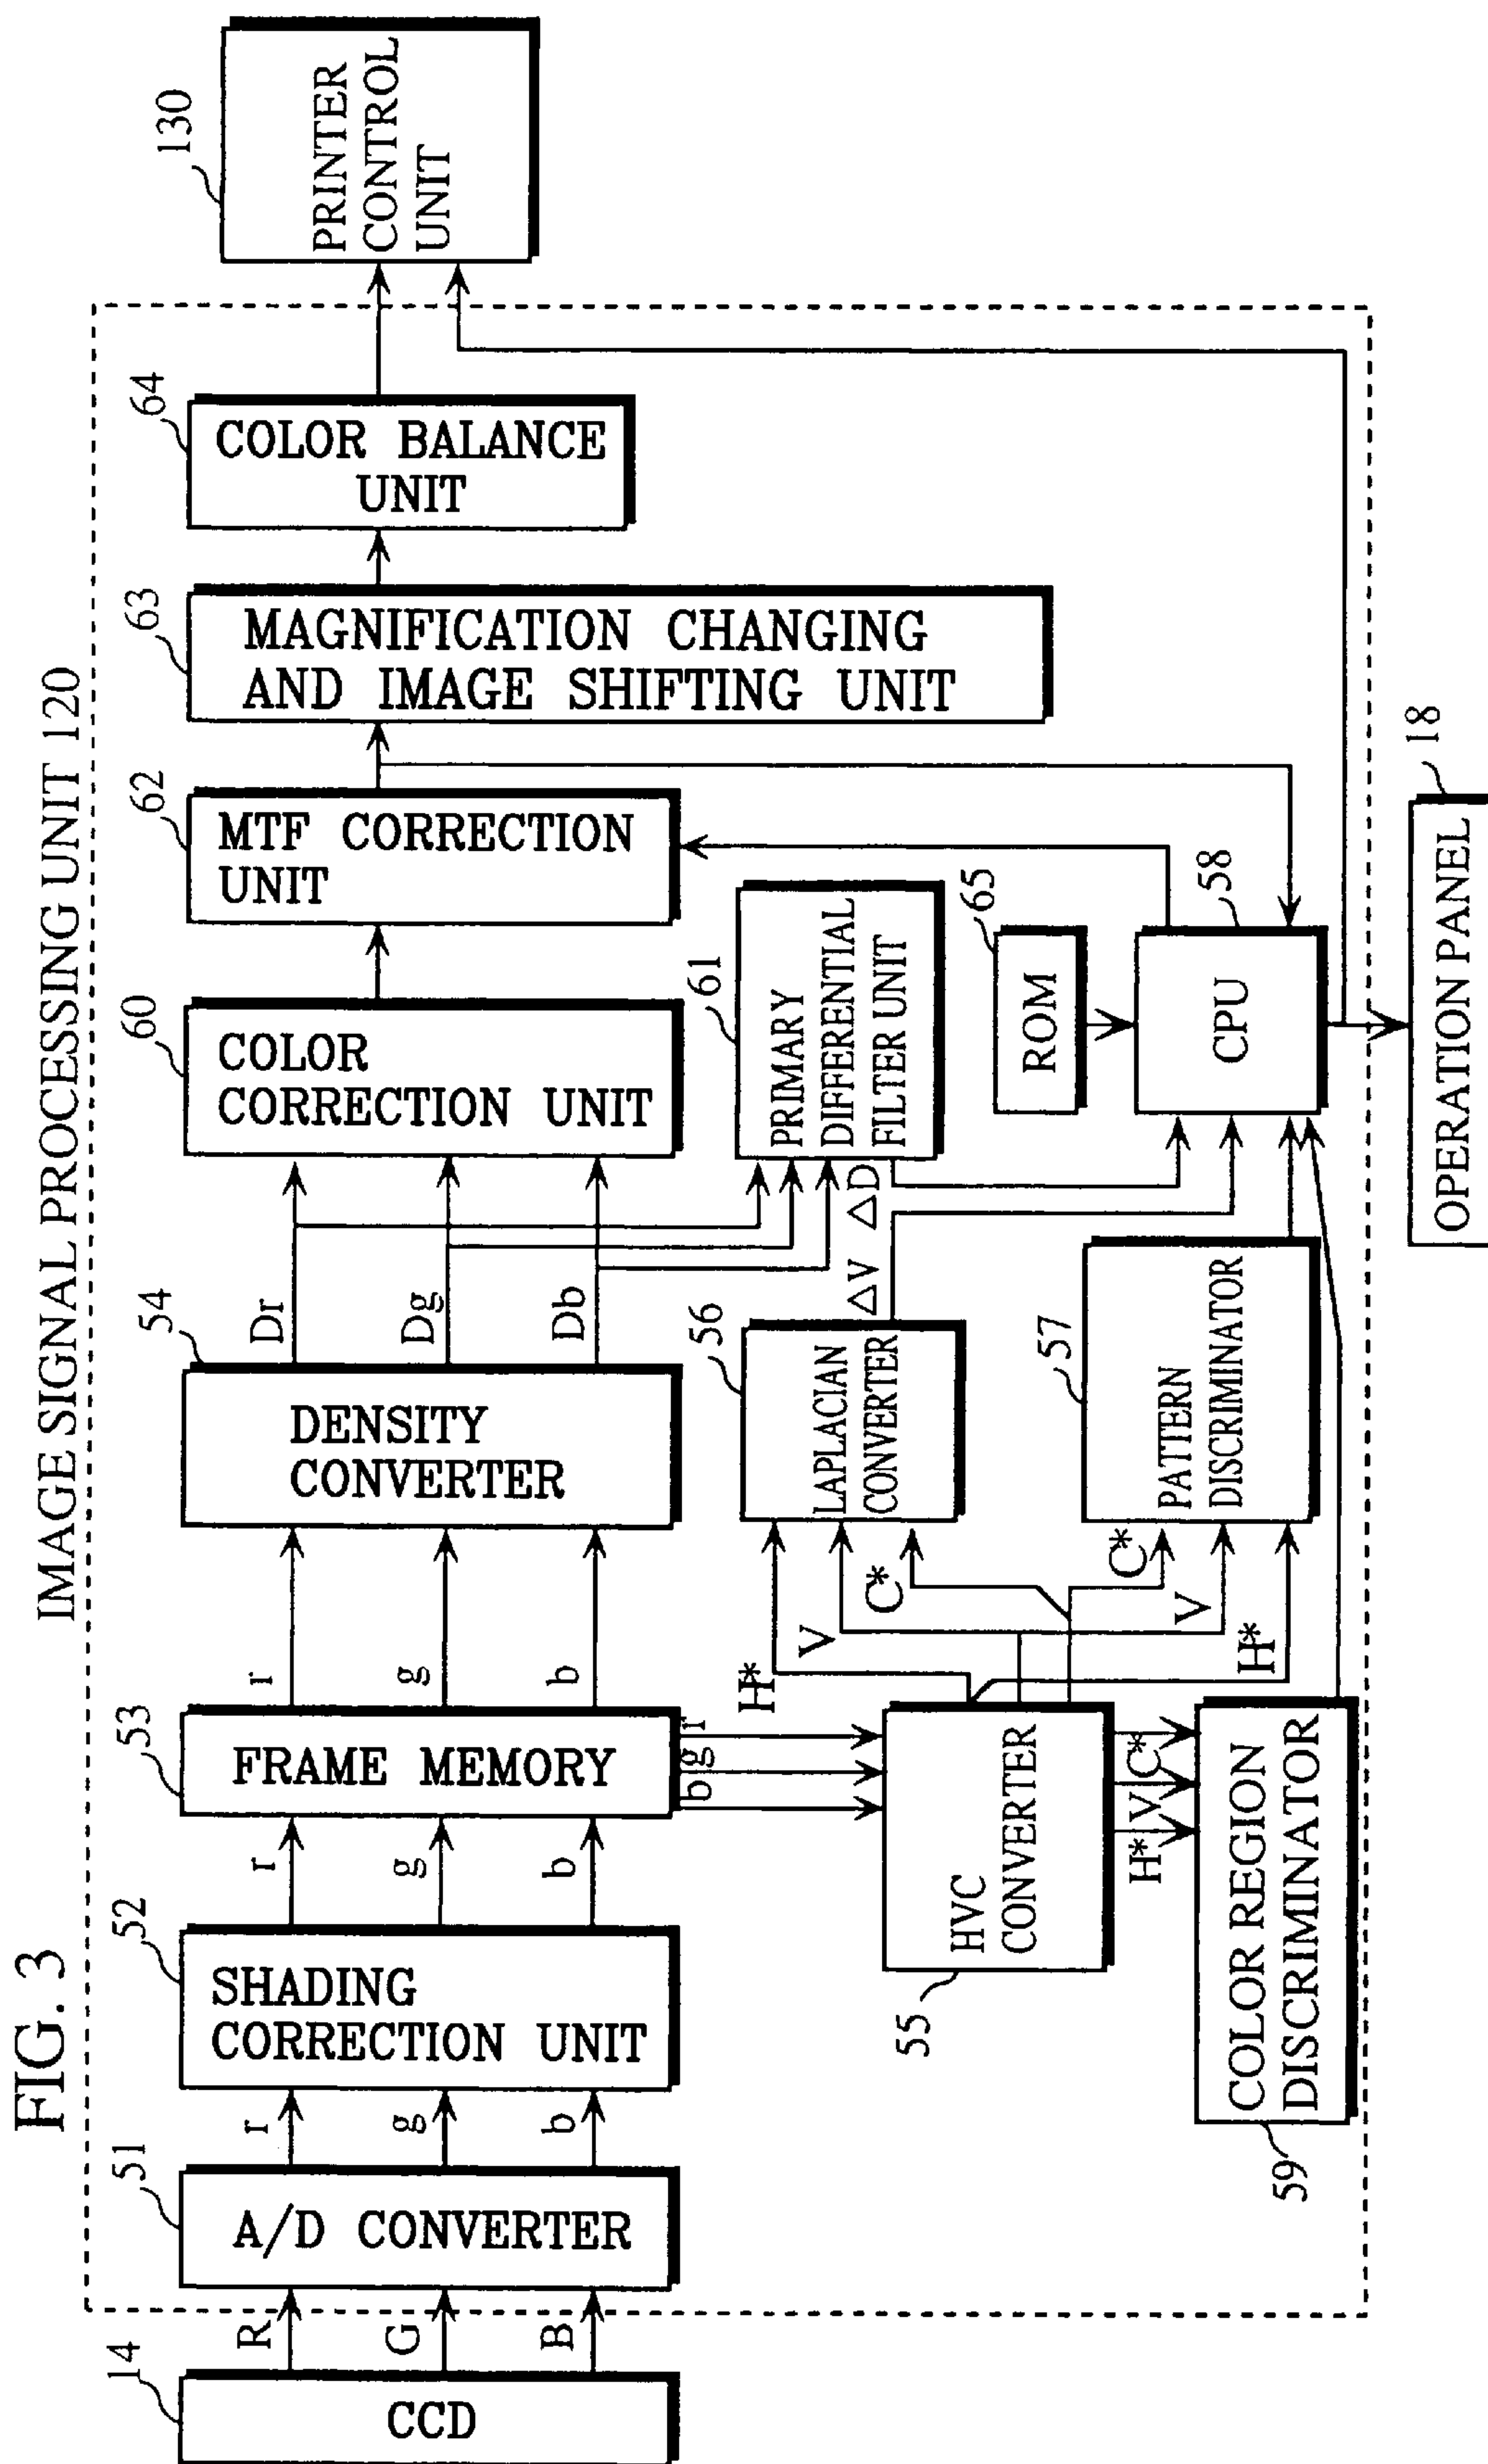 FIG. 3
IMAGE SIGNAL PROCESSING UNIT 120
14
CCD
R
G
B
51
A/D CONVERTER
r
g
b
52
SHADING
CORRECTION UNIT
r
g
b
53
FRAME MEMORY
r
g
b
54
DENSITY
CONVERTER
Dr
Dg
Db
60
COLOR
CORRECTION UNIT
62
MTF CORRECTION
UNIT
63
MAGNIFICATION CHANGING
AND IMAGE SHIFTING UNIT
64
COLOR BALANCE
UNIT
130
PRINTER
CONTROL
UNIT
b
g
r
55
HVC
CONVERTER
H*
V
C*
56
LAPLACIAN
CONVERTER
△V
△D
61
PRIMARY
DIFFERENTIAL
FILTER UNIT
65
ROM
58
CPU
C*
V
H*
57
PATTERN
DISCRIMINATOR
H*
V
C*
59
COLOR REGION
DISCRIMINATOR
18
OPERATION PANEL